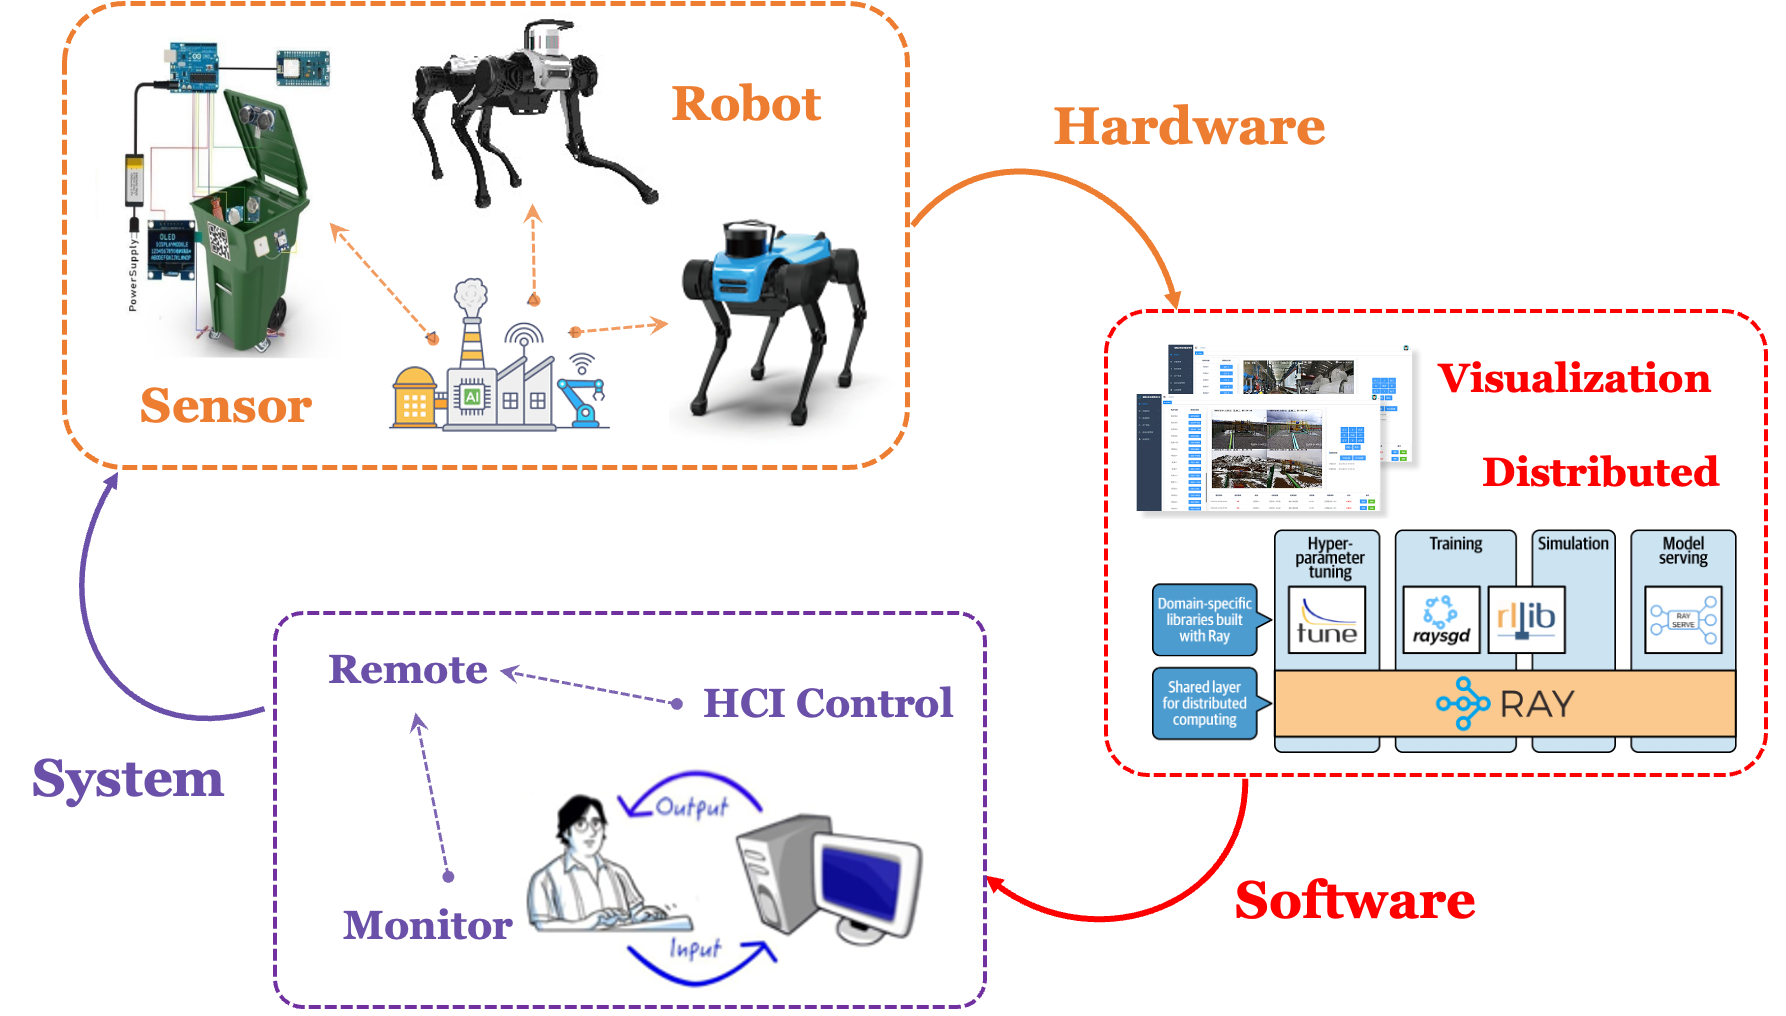 Robot
Hardware
PowerSupply
OLED
DISPLAYMODULE
AI
Sensor
Visualization
Distributed
Hyper-
parameter
tuning
Training
Simulation
Model
serving
Domain-specific
libraries built
with Ray
tune
raysgd
rllib
RAY
SERVE
Shared layer
for distributed
computing
RAY
Remote
HCI Control
System
Output
Monitor
Input
Software